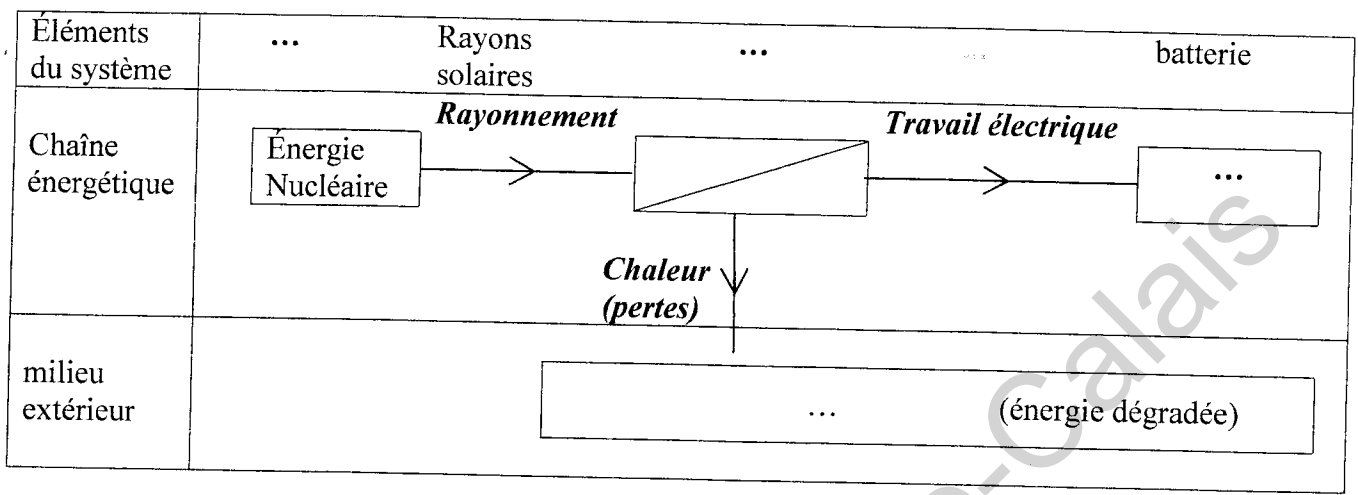 Éléments
du système
...
Rayons
solaires
...
batterie
Chaîne
énergétique
Énergie
Nucléaire
Rayonnement
Travail électrique
...
Chaleur
(pertes)
milieu
extérieur
... (énergie dégradée)
-Calais